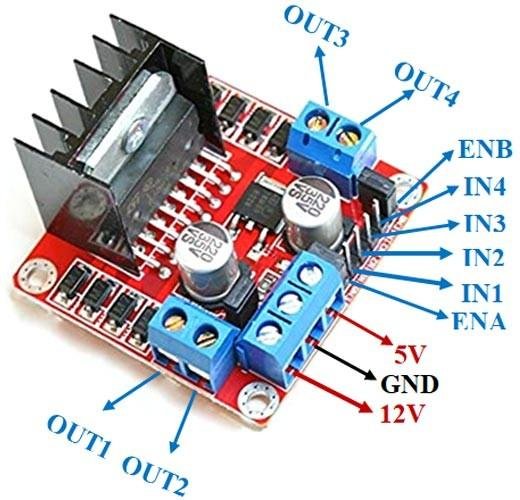 OUT3
OUT4
ENB
IN4
IN3
IN2
IN1
ENA
5V
GND
12V
OUT1
OUT2